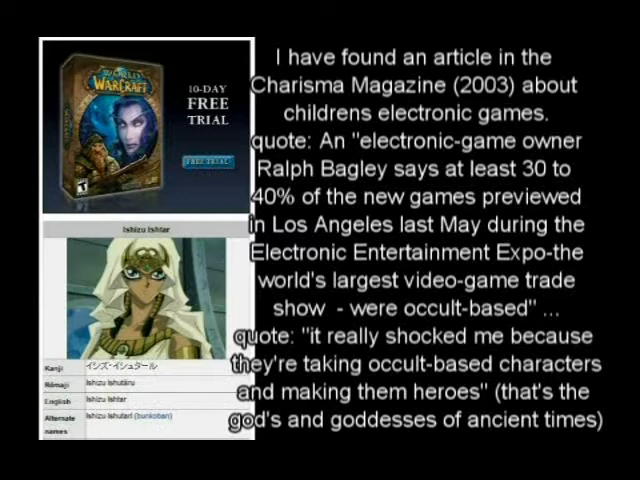 WORLD
WARCRAFT
10-DAY
FREE
TRIAL
FREE TRIAL
T
Ishizu Ishtar
Kanji イシズ・イシュタール
Rōmaji Ishizu Ishutāru
English Ishizu Ishtar
Alternate names Ishizu Ishutaru (bunkoban)
I have found an article in the
Charisma Magazine (2003) about
childrens electronic games.
quote: An "electronic-game owner
Ralph Bagley says at least 30 to
40% of the new games previewed
in Los Angeles last May during the
Electronic Entertainment Expo-the
world's largest video-game trade
show - were occult-based" ...
quote: "it really shocked me because
they're taking occult-based characters
and making them heroes" (that's the
god's and goddesses of ancient times)